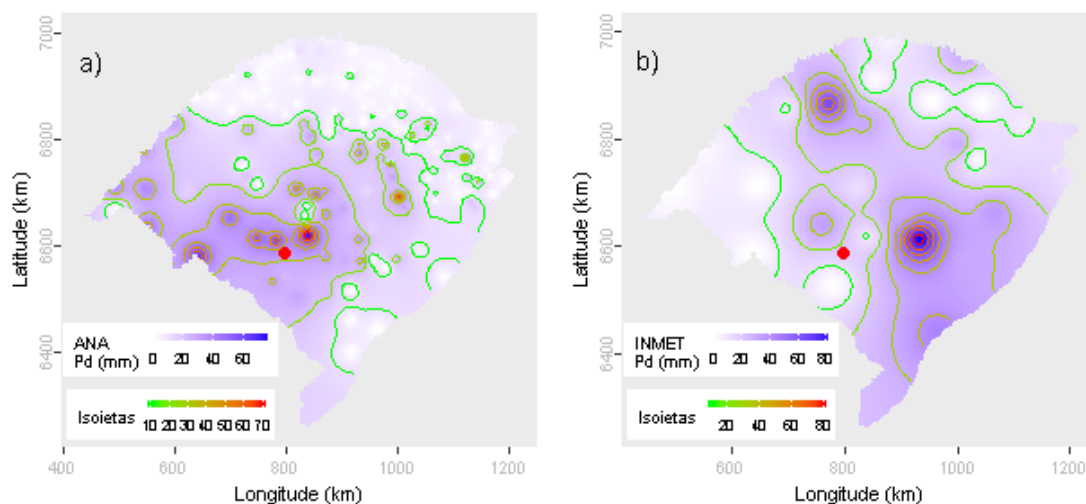 a)
7000
6800
6600
6400
Latitude (km)
ANA
Pd (mm)
0 20 40 60
Isoietas
10 20 30 40 50 60 70
400 600 800 1000 1200
Longitude (km)
b)
7000
6800
6600
6400
Latitude (km)
INMET
Pd (mm)
0 20 40 60 80
Isoietas
20 40 60 80
600 800 1000 1200
Longitude (km)